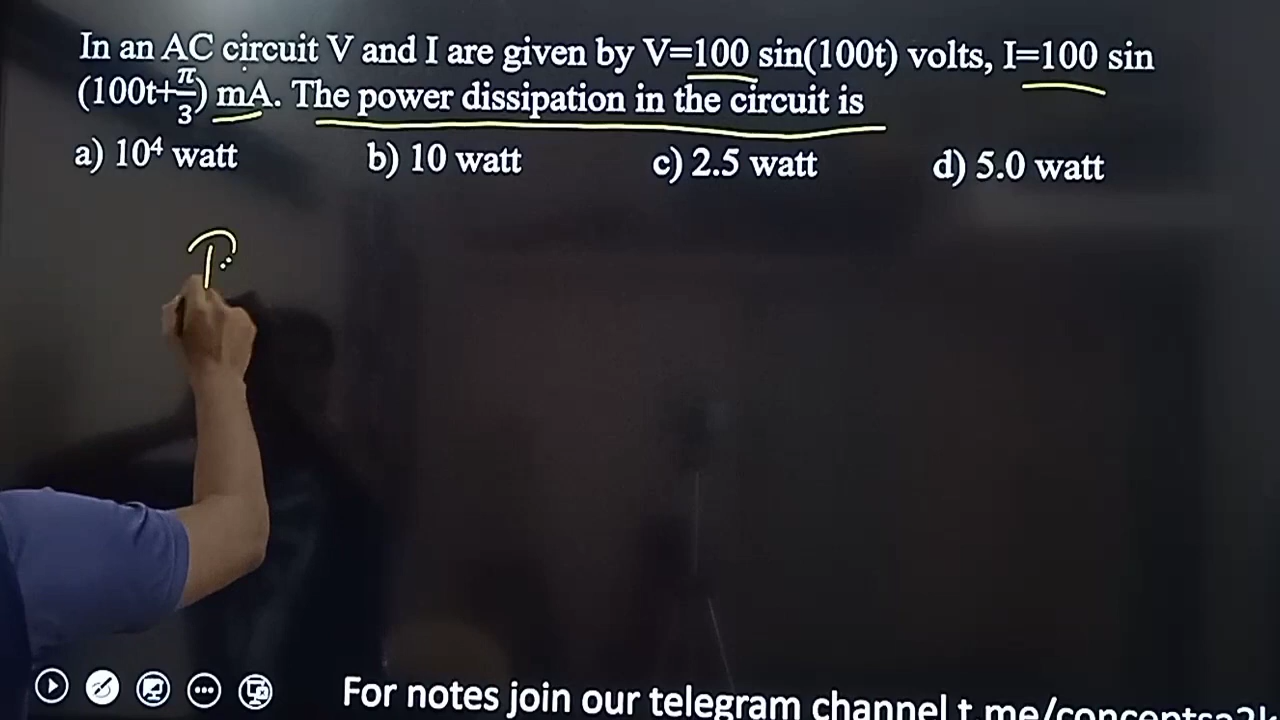 In an AC circuit V and I are given by V=100 sin(100t) volts, I=100 sin
(100t+π/3) mA. The power dissipation in the circuit is
a) 10⁴ watt b) 10 watt c) 2.5 watt d) 5.0 watt
P
For notes join our telegram channel